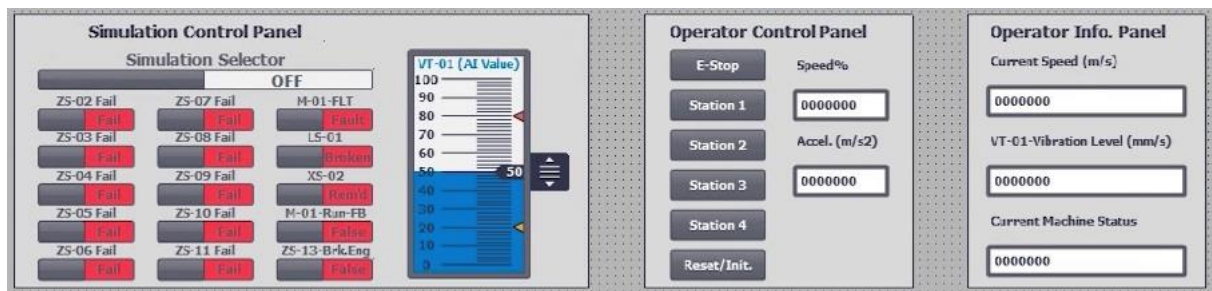 Simulation Control Panel
Simulation Selector
OFF
ZS-02 Fail ZS-07 Fail M-01-FLT
Fail Fail Fault
ZS-03 Fail ZS-08 Fail LS-01
Fail Fail Broken
ZS-04 Fail ZS-09 Fail XS-02
Fail Fail Rem'd
ZS-05 Fail ZS-10 Fail M-01-Run-FB
Fail Fail False
ZS-06 Fail ZS-11 Fail ZS-13-Brk.Eng
Fail Fail False
VT-01 (AI Value)
100
90
80
70
60
50 50
40
30
20
10
0
Operator Control Panel
E-Stop Speed%
Station 1 0000000
Station 2 Accel. (m/s2)
Station 3 0000000
Station 4
Reset/Init.
Operator Info. Panel
Current Speed (m/s)
0000000
VT-01-Vibration Level (mm/s)
0000000
Current Machine Status
0000000